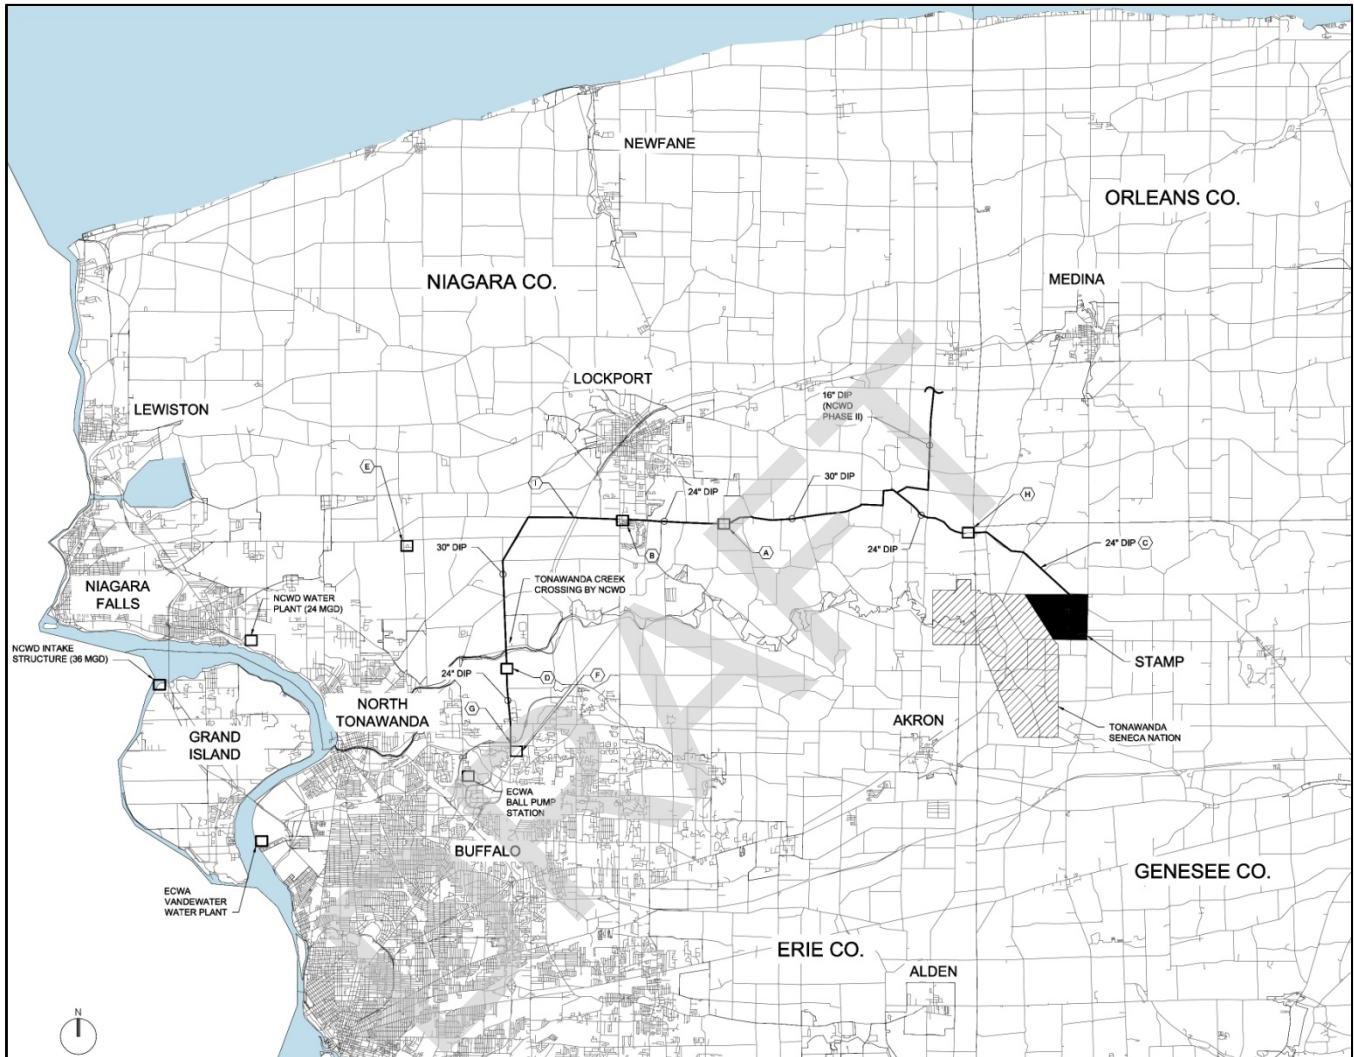 NEWFANE
ORLEANS CO.
NIAGARA CO.
MEDINA
LOCKPORT
16" DIP
(NCWD
PHASE II)
LEWISTON
E
I
24" DIP
30" DIP
H
30" DIP
B
A
24" DIP
24" DIP C
NIAGARA
FALLS
NCWD WATER
PLANT (24 MGD)
TONAWANDA CREEK
CROSSING BY NCWD
NCWD INTAKE
STRUCTURE (36 MGD)
24" DIP
D
F
STAMP
G
NORTH
TONAWANDA
GRAND
ISLAND
AKRON
TONAWANDA
SENECA NATION
ECWA
BALL PUMP
STATION
BUFFALO
ECWA
VANDEWATER
WATER PLANT
GENESEE CO.
ERIE CO.
ALDEN
N
DRAFT